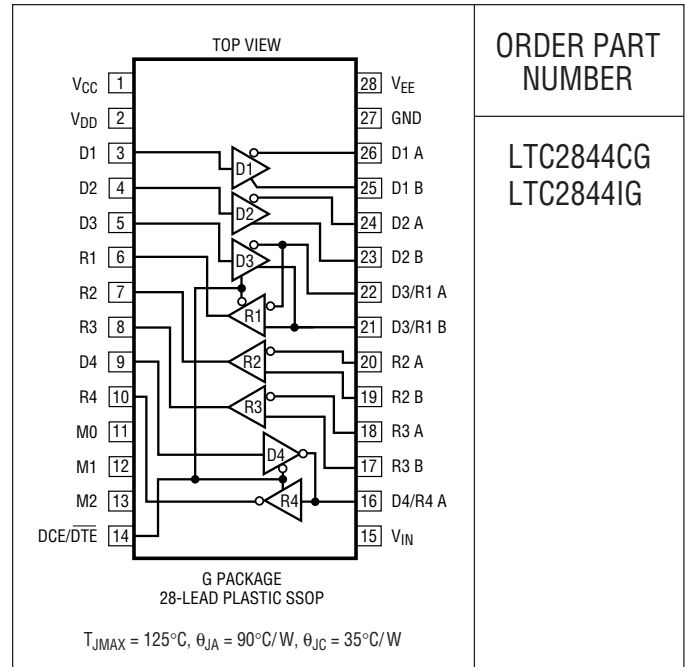 TOP VIEW
ORDER PART
NUMBER
LTC2844CG
LTC2844IG
VCC 1
VDD 2
D1 3
D2 4
D3 5
R1 6
R2 7
R3 8
D4 9
R4 10
M0 11
M1 12
M2 13
DCE/D̅T̅E̅ 14
D1
D2
D3
R1
R2
R3
D4
R4
28 VEE
27 GND
26 D1 A
25 D1 B
24 D2 A
23 D2 B
22 D3/R1 A
21 D3/R1 B
20 R2 A
19 R2 B
18 R3 A
17 R3 B
16 D4/R4 A
15 VIN
G PACKAGE
28-LEAD PLASTIC SSOP
TJMAX = 125°C, θJA = 90°C/W, θJC = 35°C/W